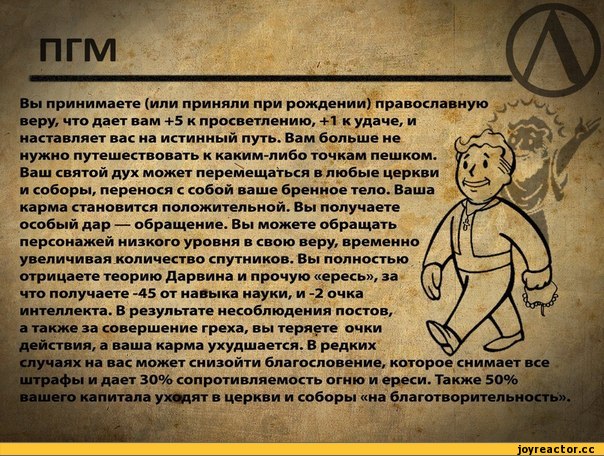 ПГМ
Вы принимаете (или приняли при рождении) православную
веру, что дает вам +5 к просветлению, +1 к удаче, и
наставляет вас на истинный путь. Вам больше не
нужно путешествовать к каким-либо точкам пешком.
Ваш святой дух может перемещаться в любые церкви
и соборы, перенося с собой ваше бренное тело. Ваша
карма становится положительной. Вы получаете
особый дар — обращение. Вы можете обращать
персонажей низкого уровня в свою веру, временно
увеличивая количество спутников. Вы полностью
отрицаете теорию Дарвина и прочую «ересь», за
что получаете -45 от навыка науки, и -2 очка
интеллекта. В результате несоблюдения постов,
а также за совершение греха, вы теряете очки
действия, а ваша карма ухудшается. В редких
случаях на вас может снизойти благословение, которое снимает все
штрафы и дает 30% сопротивляемость огню и ереси. Также 50%
вашего капитала уходят в церкви и соборы «на благотворительность».
joyreactor.cc